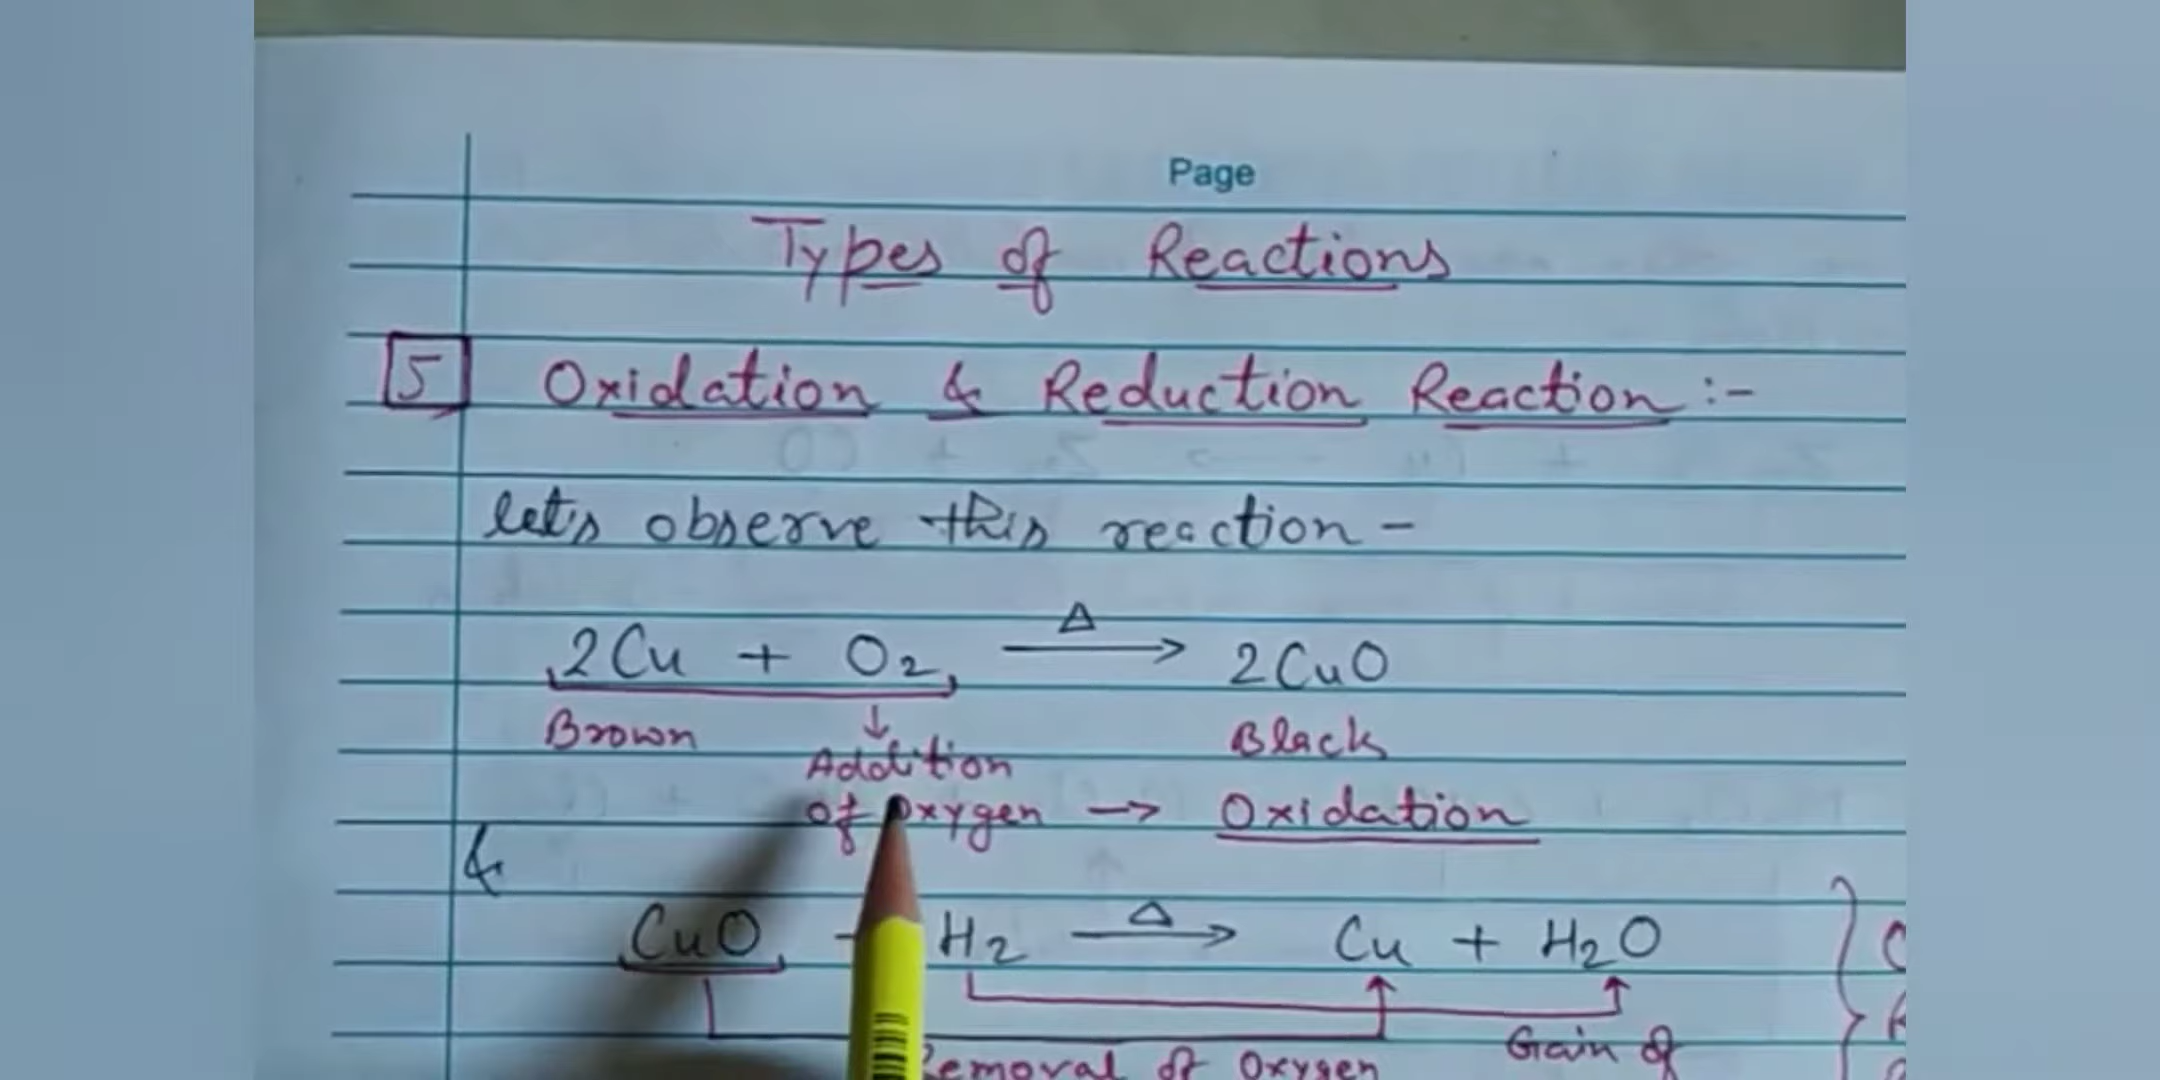 Page
Types of Reactions
5 Oxidation & Reduction Reaction :-
let's observe this reaction -
2Cu + O2 Δ→ 2CuO
Brown ↓ Black
Addition
of Oxygen → Oxidation
&
CuO H2 Δ→ Cu + H2O
Gain of
Removal of Oxygen